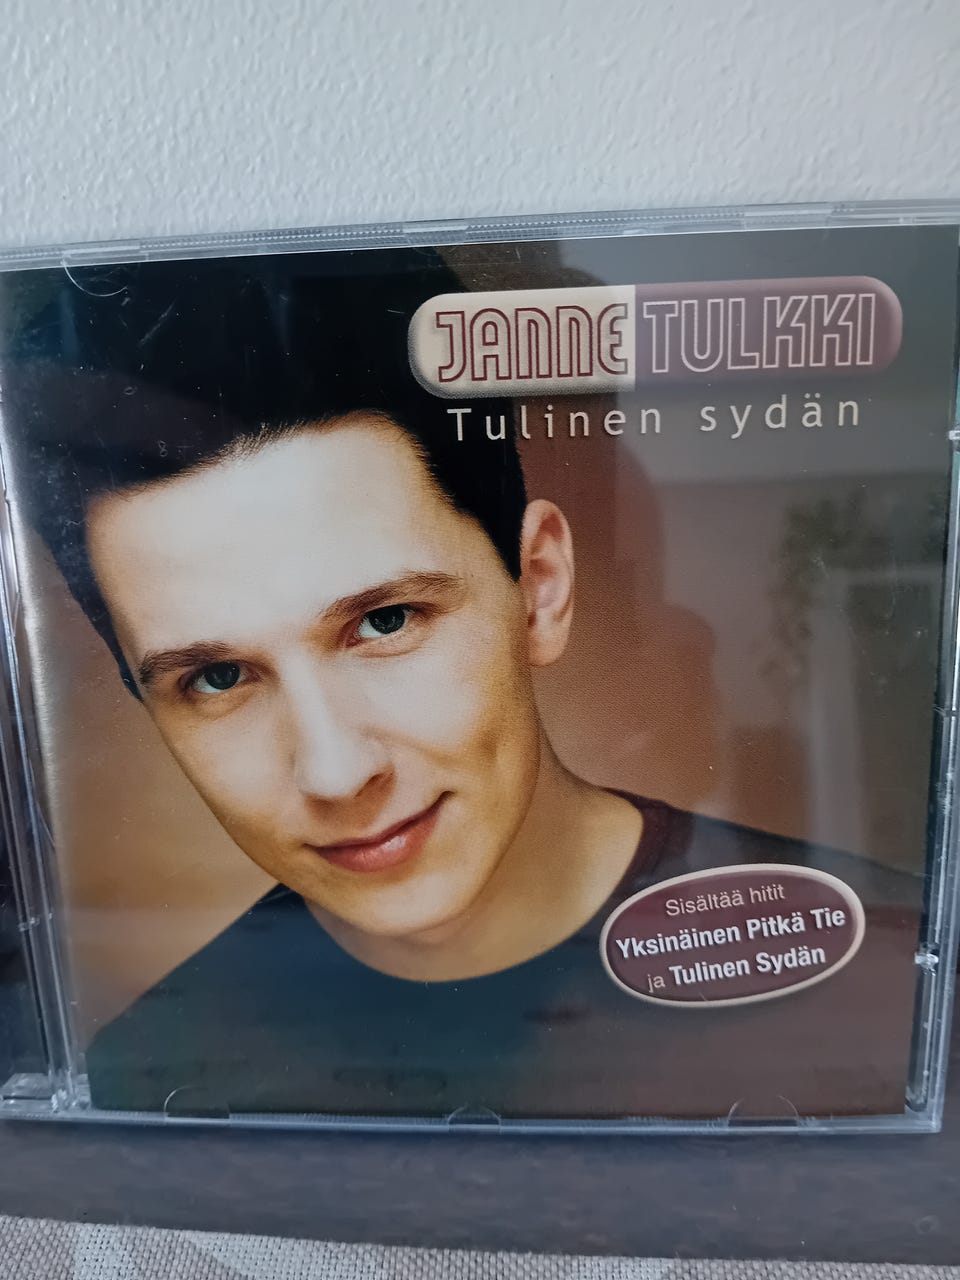 JANNE TULKKI
Tulinen sydän
Sisältää hitit
Yksinäinen Pitkä Tie
ja Tulinen Sydän